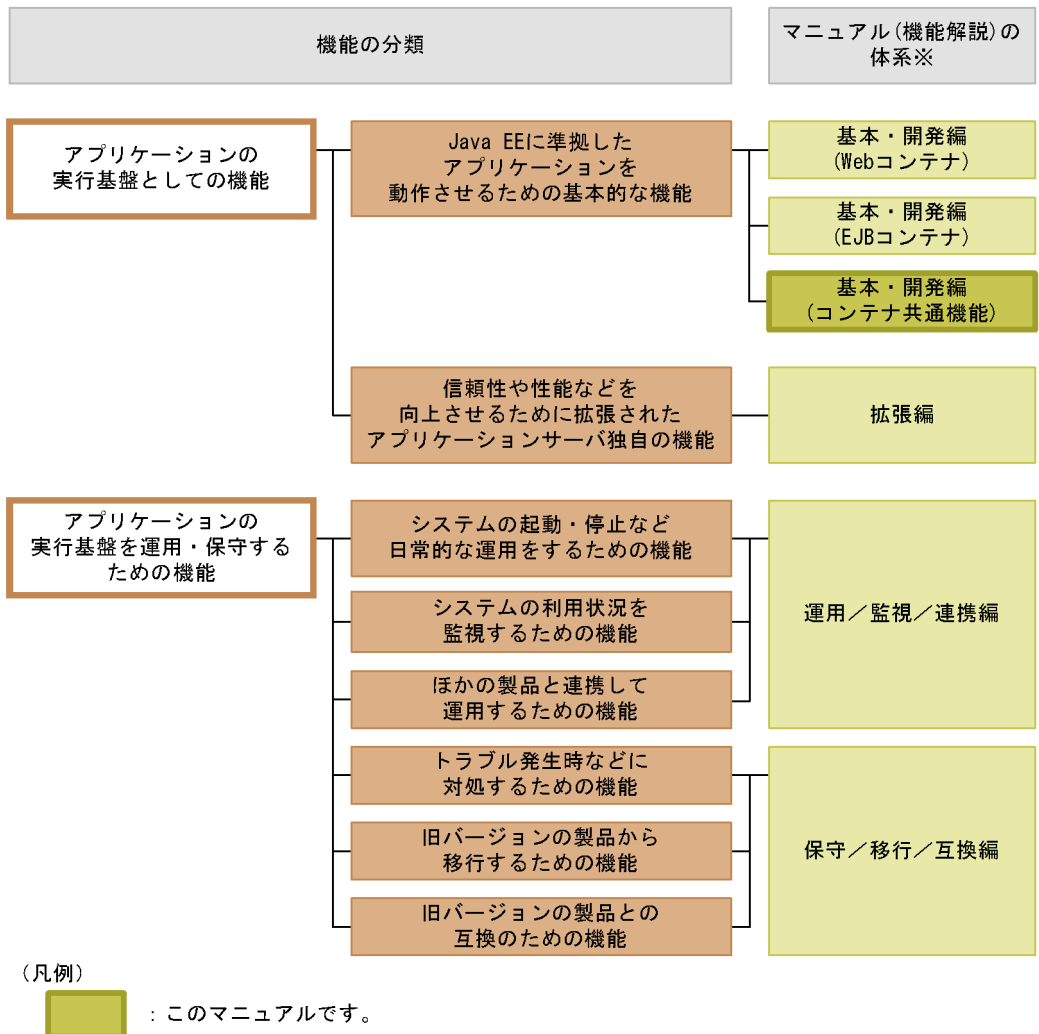 機能の分類
マニュアル(機能解説)の
体系※
アプリケーションの
実行基盤としての機能
Java EEに準拠した
アプリケーションを
動作させるための基本的な機能
基本・開発編
(Webコンテナ)
基本・開発編
(EJBコンテナ)
基本・開発編
(コンテナ共通機能)
信頼性や性能などを
向上させるために拡張された
アプリケーションサーバ独自の機能
拡張編
アプリケーションの
実行基盤を運用・保守する
ための機能
システムの起動・停止など
日常的な運用をするための機能
システムの利用状況を
監視するための機能
ほかの製品と連携して
運用するための機能
運用／監視／連携編
トラブル発生時などに
対処するための機能
旧バージョンの製品から
移行するための機能
旧バージョンの製品との
互換のための機能
保守／移行／互換編
(凡例)
：このマニュアルです。